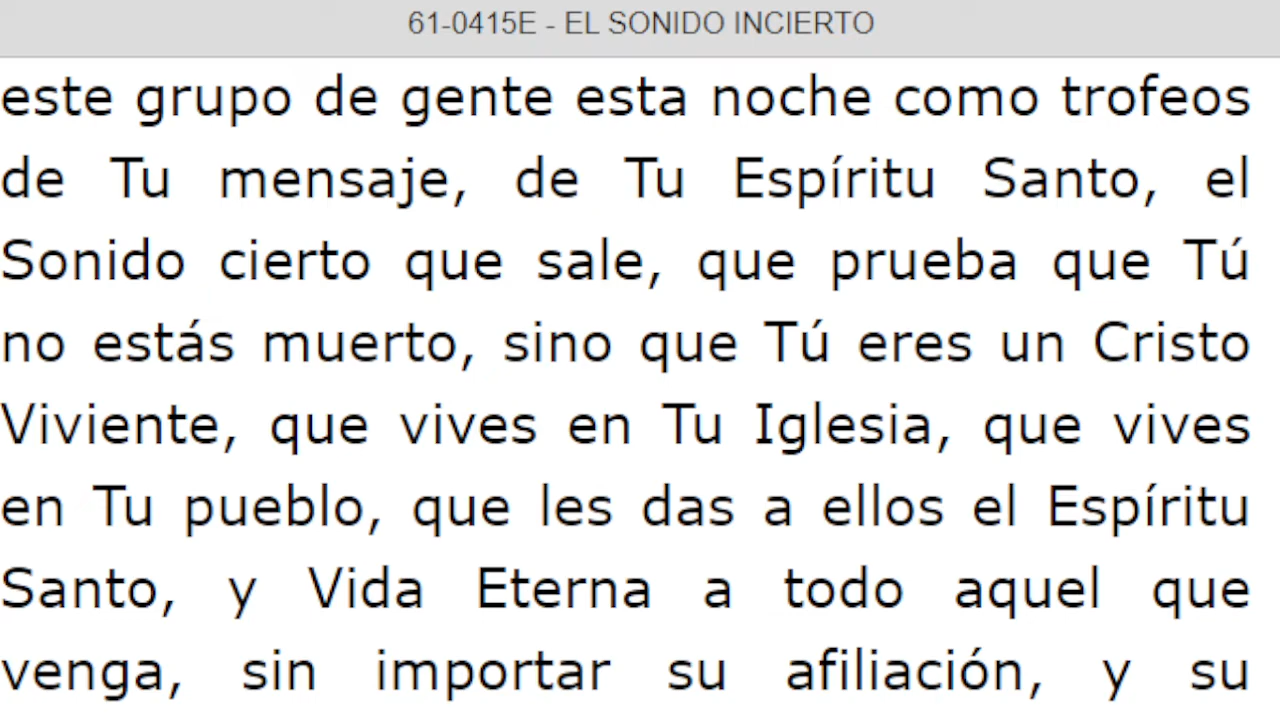 61-0415E - EL SONIDO INCIERTO
este grupo de gente esta noche como trofeos
de Tu mensaje, de Tu Espíritu Santo, el
Sonido cierto que sale, que prueba que Tú
no estás muerto, sino que Tú eres un Cristo
Viviente, que vives en Tu Iglesia, que vives
en Tu pueblo, que les das a ellos el Espíritu
Santo, y Vida Eterna a todo aquel que
venga, sin importar su afiliación, y su